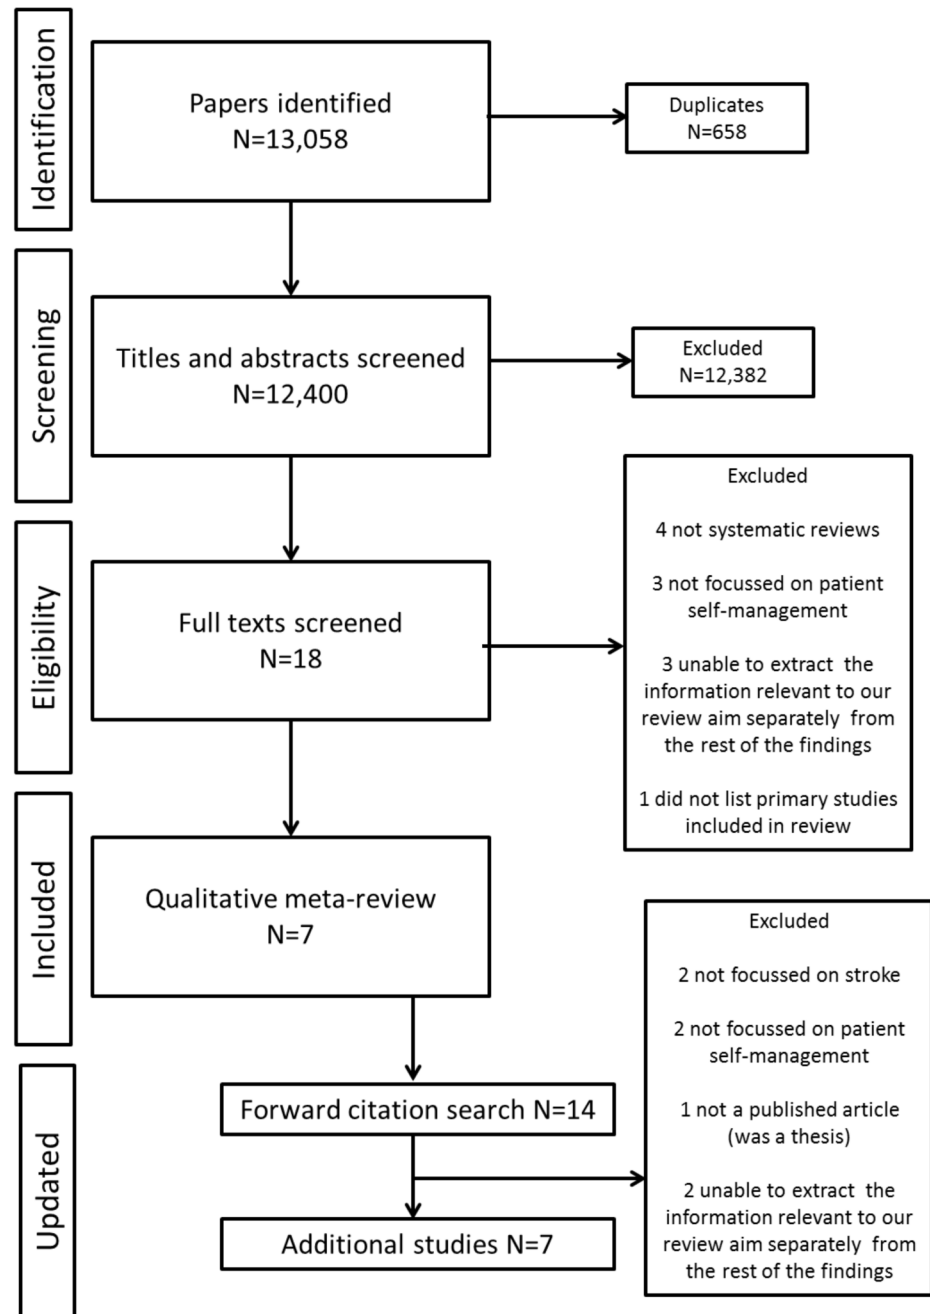 Identification
Papers identified
N=13,058
Duplicates
N=658
Screening
Titles and abstracts screened
N=12,400
Excluded
N=12,382
Eligibility
Full texts screened
N=18
Excluded
4 not systematic reviews
3 not focussed on patient
self-management
3 unable to extract the
information relevant to our
review aim separately from
the rest of the findings
1 did not list primary studies
included in review
Included
Qualitative meta-review
N=7
Updated
Forward citation search N=14
Excluded
2 not focussed on stroke
2 not focussed on patient
self-management
1 not a published article
(was a thesis)
2 unable to extract the
information relevant to our
review aim separately from
the rest of the findings
Additional studies N=7